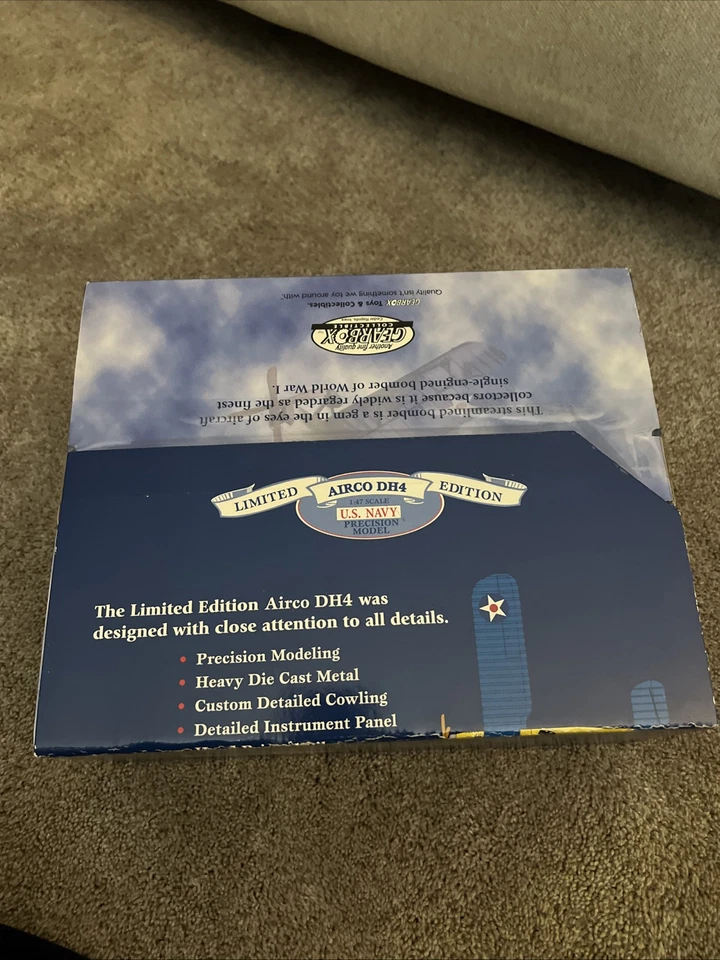 Quality isn't something we toy around with.
GEARBOX Toys & Collectibles.
Another fine quality
GEARBOX
COLLECTIBLE
Cedar Rapids, Iowa
This streamlined bomber is a gem in the eyes of aircraft
collectors because it is widely regarded as the finest
single-engined bomber of World War I.
LIMITED AIRCO DH4 EDITION
1:47 SCALE
U.S. NAVY
PRECISION
MODEL
The Limited Edition Airco DH4 was
designed with close attention to all details.
• Precision Modeling
• Heavy Die Cast Metal
• Custom Detailed Cowling
• Detailed Instrument Panel